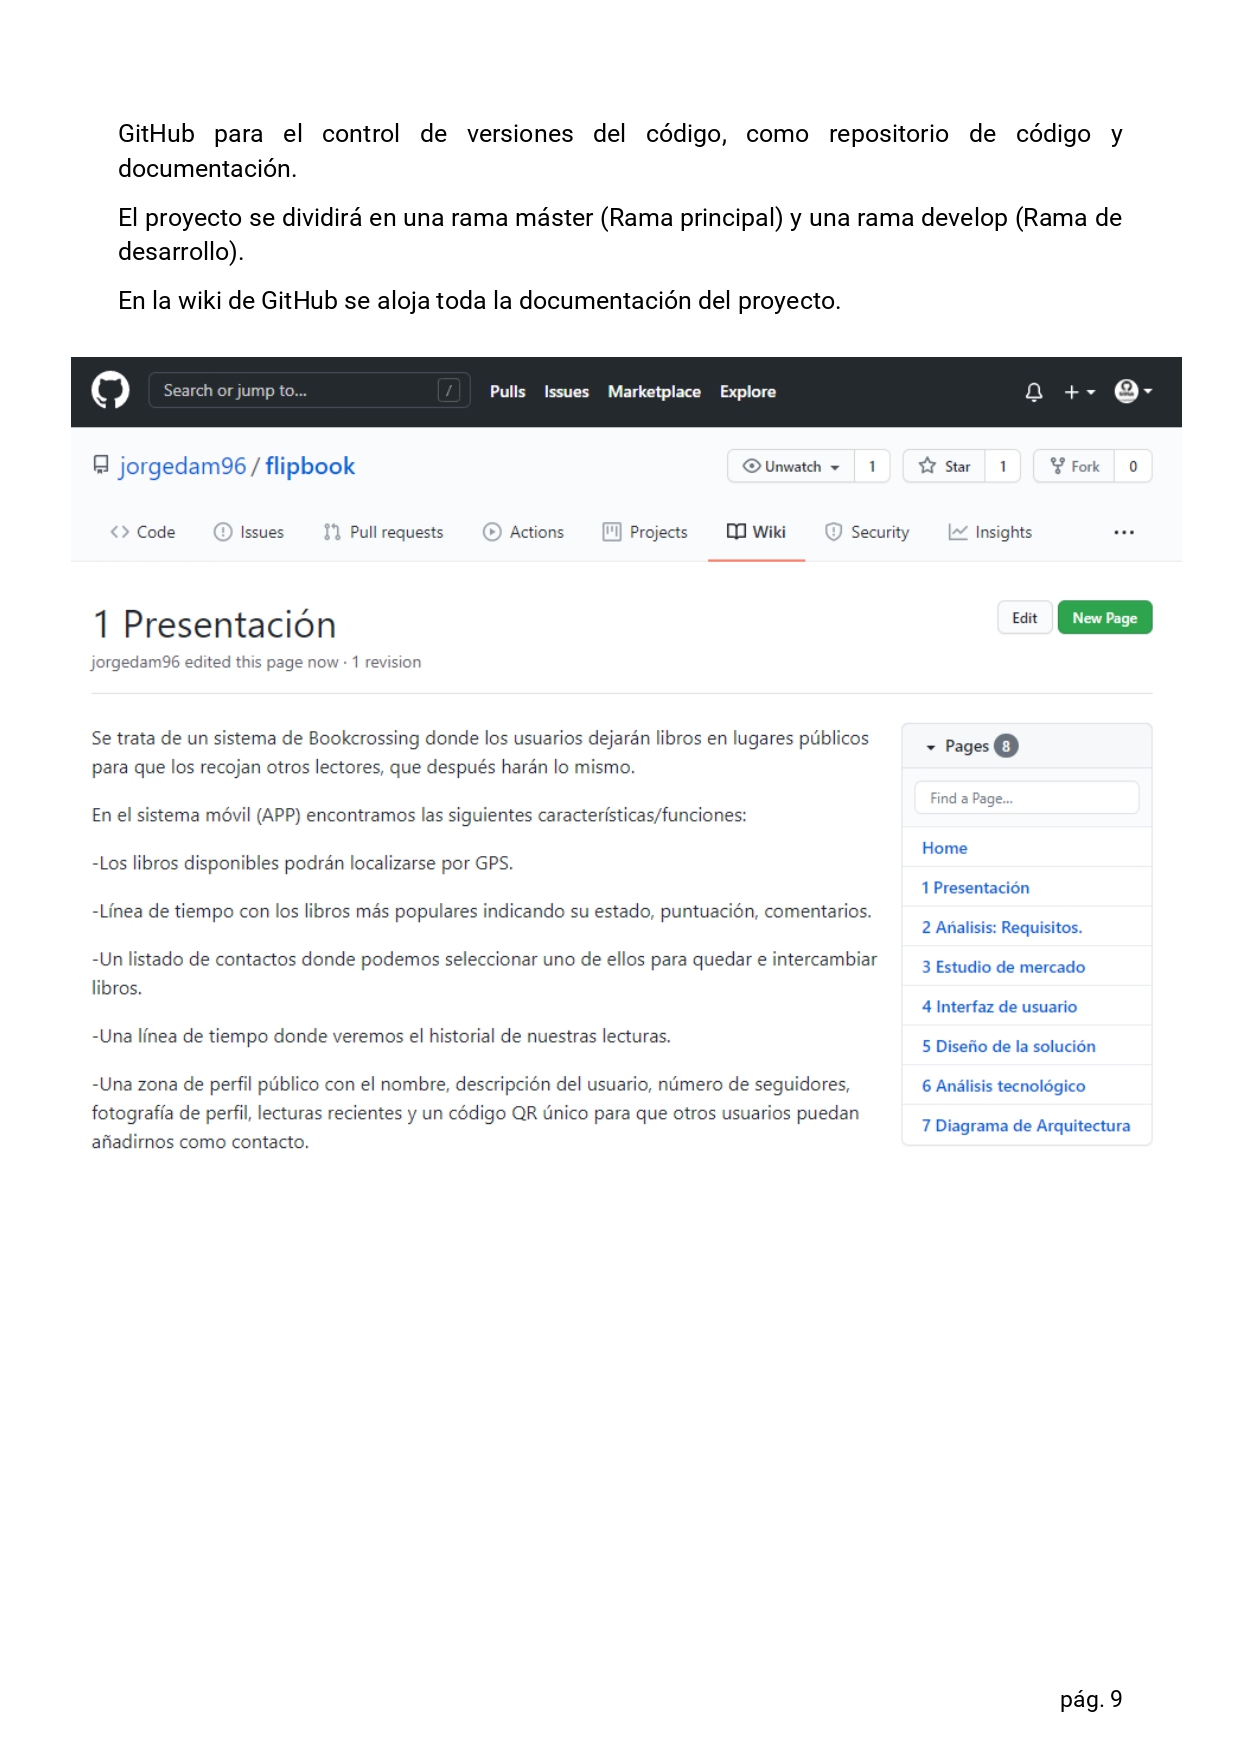 GitHub para el control de versiones del código, como repositorio de código y
documentación.
El proyecto se dividirá en una rama máster (Rama principal) y una rama develop (Rama de
desarrollo).
En la wiki de GitHub se aloja toda la documentación del proyecto.
Search or jump to... / Pulls Issues Marketplace Explore
jorgedam96 / flipbook Unwatch 1 Star 1 Fork 0
Code Issues Pull requests Actions Projects Wiki Security Insights ...
1 Presentación
Edit New Page
jorgedam96 edited this page now · 1 revision
Se trata de un sistema de Bookcrossing donde los usuarios dejarán libros en lugares públicos
para que los recojan otros lectores, que después harán lo mismo.
En el sistema móvil (APP) encontramos las siguientes características/funciones:
-Los libros disponibles podrán localizarse por GPS.
-Línea de tiempo con los libros más populares indicando su estado, puntuación, comentarios.
-Un listado de contactos donde podemos seleccionar uno de ellos para quedar e intercambiar
libros.
-Una línea de tiempo donde veremos el historial de nuestras lecturas.
-Una zona de perfil público con el nombre, descripción del usuario, número de seguidores,
fotografía de perfil, lecturas recientes y un código QR único para que otros usuarios puedan
añadirnos como contacto.
Pages 8
Find a Page...
Home
1 Presentación
2 Ańalisis: Requisitos.
3 Estudio de mercado
4 Interfaz de usuario
5 Diseño de la solución
6 Análisis tecnológico
7 Diagrama de Arquitectura
pág. 9